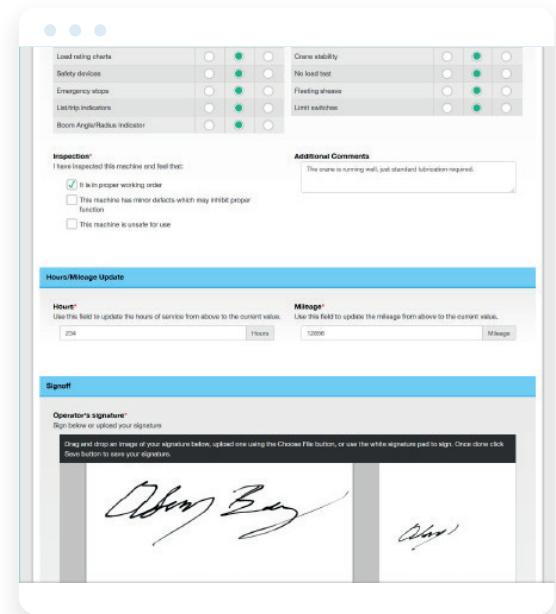 Load rating charts
Crane stability
Safety devices
No load test
Emergency stops
Fleeting sheave
List/trip indicators
Limit switches
Boom Angle/Radius Indicator
Inspection*
Additional Comments
I have inspected this machine and feel that:
The crane is running well, just standard lubrication required.
It is in proper working order
This machine has minor defects which may inhibit proper
function
This machine is unsafe for use
Hours/Mileage Update
Hours*
Mileage*
Use this field to update the hours of service from above to the current value.
Use this field to update the mileage from above to the current value.
234 Hours
12898 Mileage
Signoff
Operator's signature*
Sign below or upload your signature
Drag and drop an image of your signature below, upload one using the Choose File button, or use the white signature pad to sign. Once done click
Save button to save your signature.